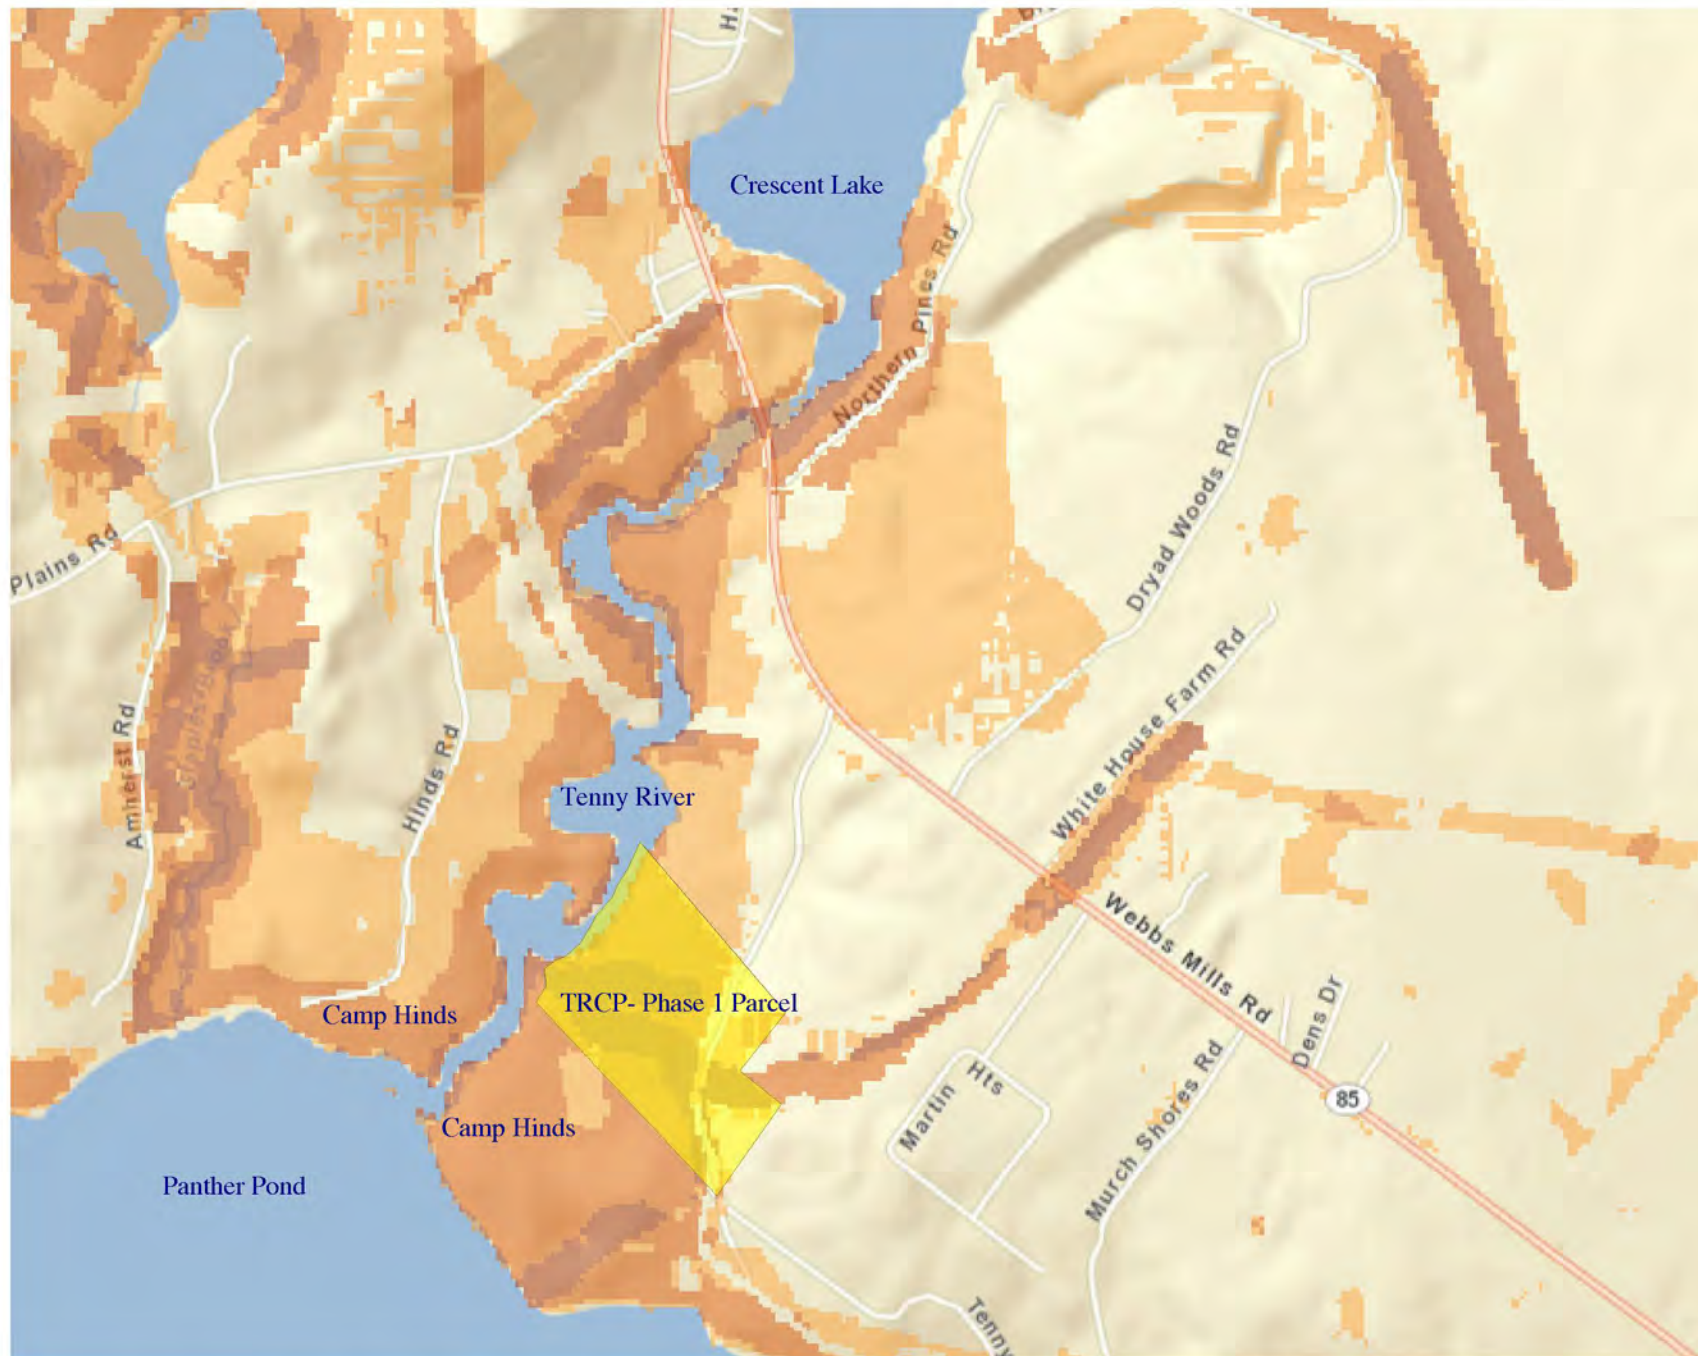 Crescent Lake
Northern Pines Rd
Plains Rd
Dryad Woods Rd
White House Farm Rd
Amherst Rd
Hinds Rd
Tenny River
Webbs Mills Rd
TRCP- Phase 1 Parcel
Camp Hinds
Dens Dr
Martin Hts
Murch Shores Rd
85
Camp Hinds
Panther Pond
Tenny